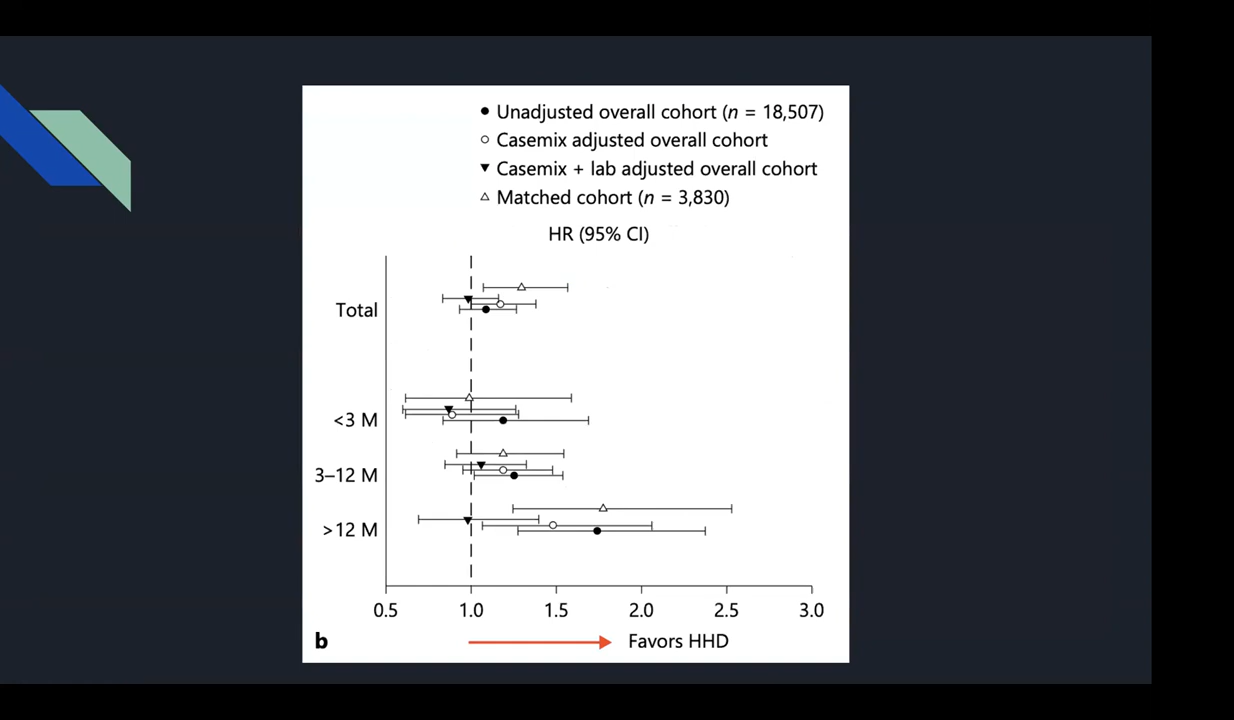 Unadjusted overall cohort (n = 18,507)
Casemix adjusted overall cohort
Casemix + lab adjusted overall cohort
Matched cohort (n = 3,830)
HR (95% CI)
Total
<3 M
3–12 M
>12 M
0.5 1.0 1.5 2.0 2.5 3.0
b Favors HHD